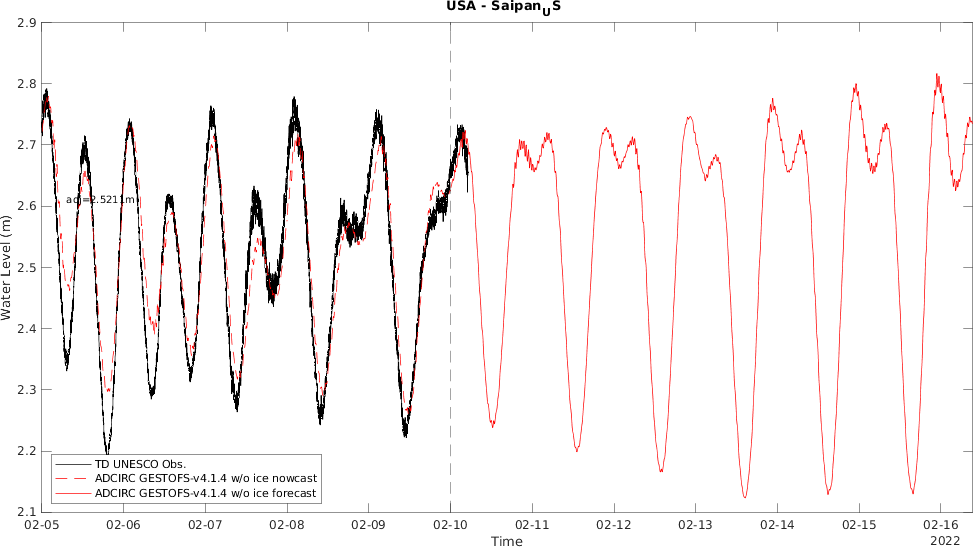 USA - Saipan_US
2.9
2.8
2.7
2.6
2.5
2.4
2.3
2.2
2.1
Water Level (m)
adj=2.5211m
TD UNESCO Obs.
ADCIRC GESTOFS-v4.1.4 w/o ice nowcast
ADCIRC GESTOFS-v4.1.4 w/o ice forecast
02-05 02-06 02-07 02-08 02-09 02-10 02-11 02-12 02-13 02-14 02-15 02-16
Time
2022